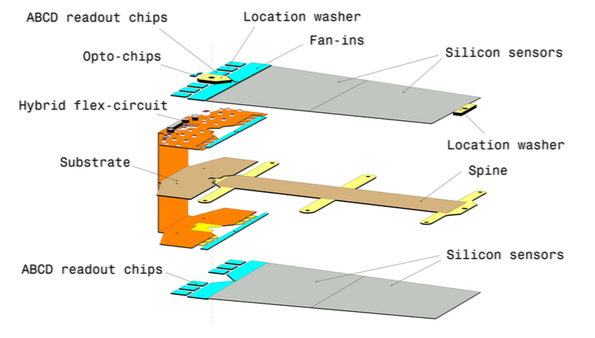 ABCD readout chips
Location washer
Fan-ins
Opto-chips
Silicon sensors
Hybrid flex-circuit
Location washer
Substrate
Spine
Silicon sensors
ABCD readout chips